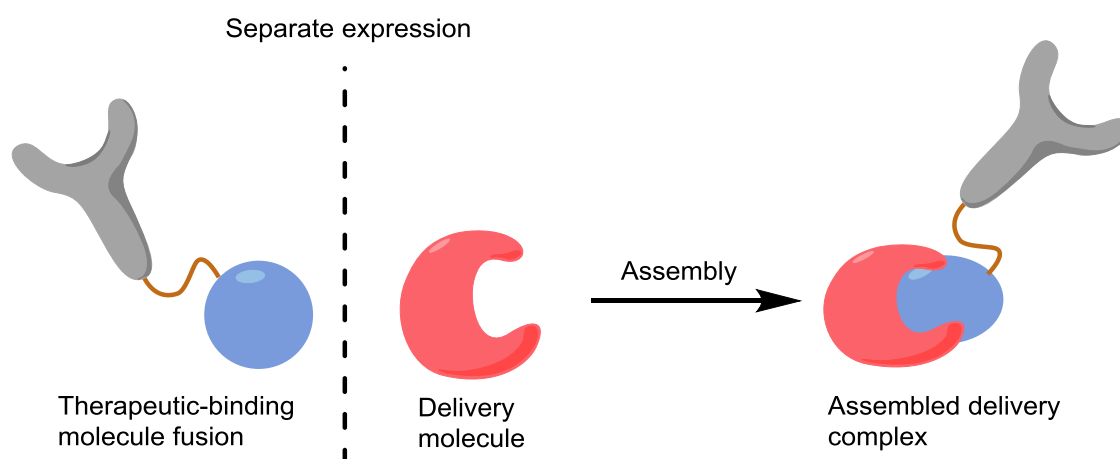 Separate expression
Therapeutic-binding
molecule fusion
Delivery
molecule
Assembly
Assembled delivery
complex